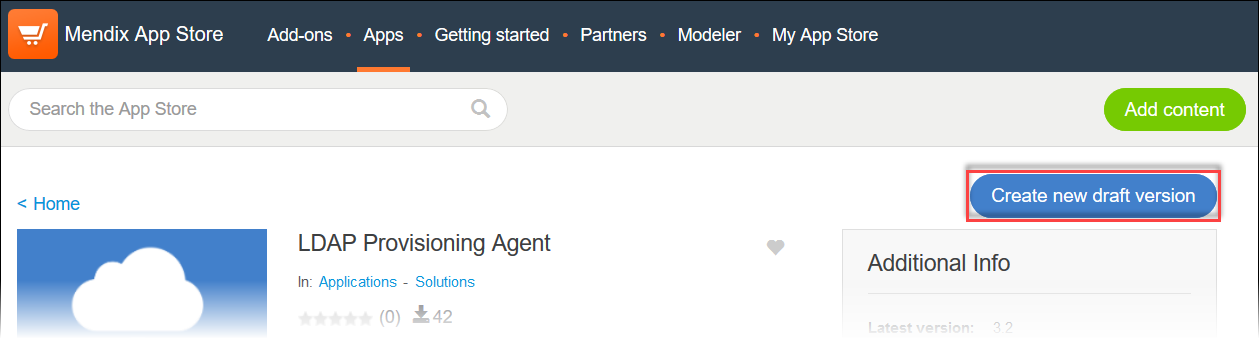 Mendix App Store Add-ons • Apps • Getting started • Partners • Modeler • My App Store
Search the App Store
Add content
Create new draft version
< Home
LDAP Provisioning Agent
Additional Info
In: Applications - Solutions
(0) 42
Latest version: 3.2